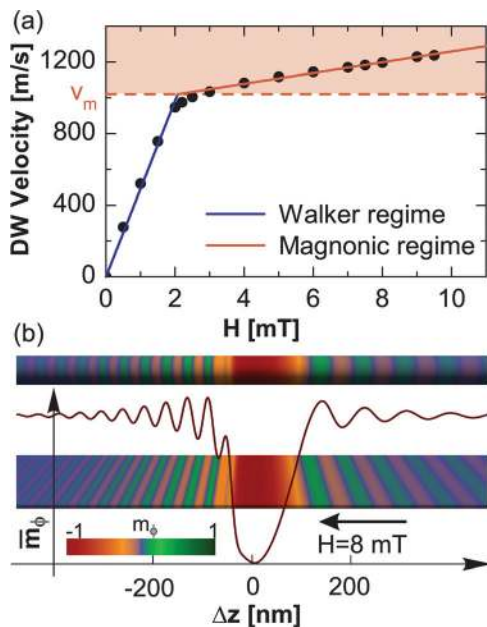 (a)
DW Velocity [m/s]
1200
v_m
800
400
0
0 2 4 6 8 10
H [mT]
Walker regime
Magnonic regime
(b)
m̅_ϕ
-1 m_ϕ 1
H=8 mT
-200 0 200
Δz [nm]